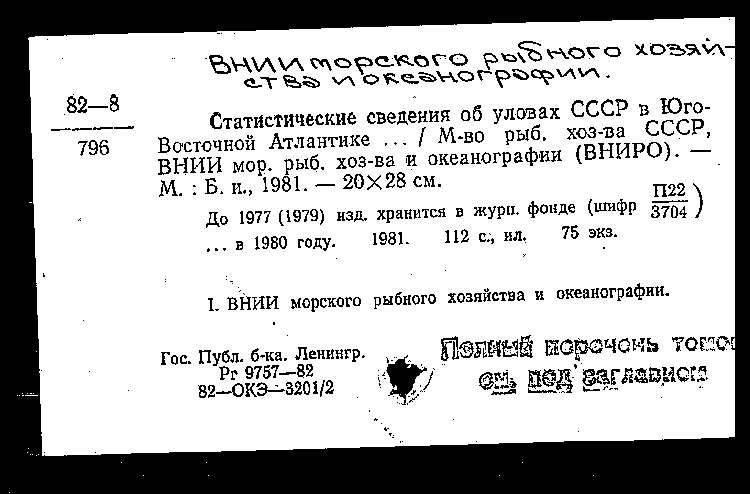 ВНИИ морского рыбного хозяй-
ства и океанографии.
82—8
796
Статистические сведения об уловах СССР в Юго-
Восточной Атлантике ... / М-во рыб. хоз-ва СССР,
ВНИИ мор. рыб. хоз-ва и океанографии (ВНИРО). —
М. : Б. и., 1981. — 20×28 см.
До 1977 (1979) изд. хранится в журн. фонде (шифр П22/3704)
... в 1980 году. 1981. 112 с., ил. 75 экз.
I. ВНИИ морского рыбного хозяйства и океанографии.
Гос. Публ. б-ка. Ленингр.
Рг 9757—82
82—ОКЭ—3201/2
Полный перечень томов
см. под заглавием